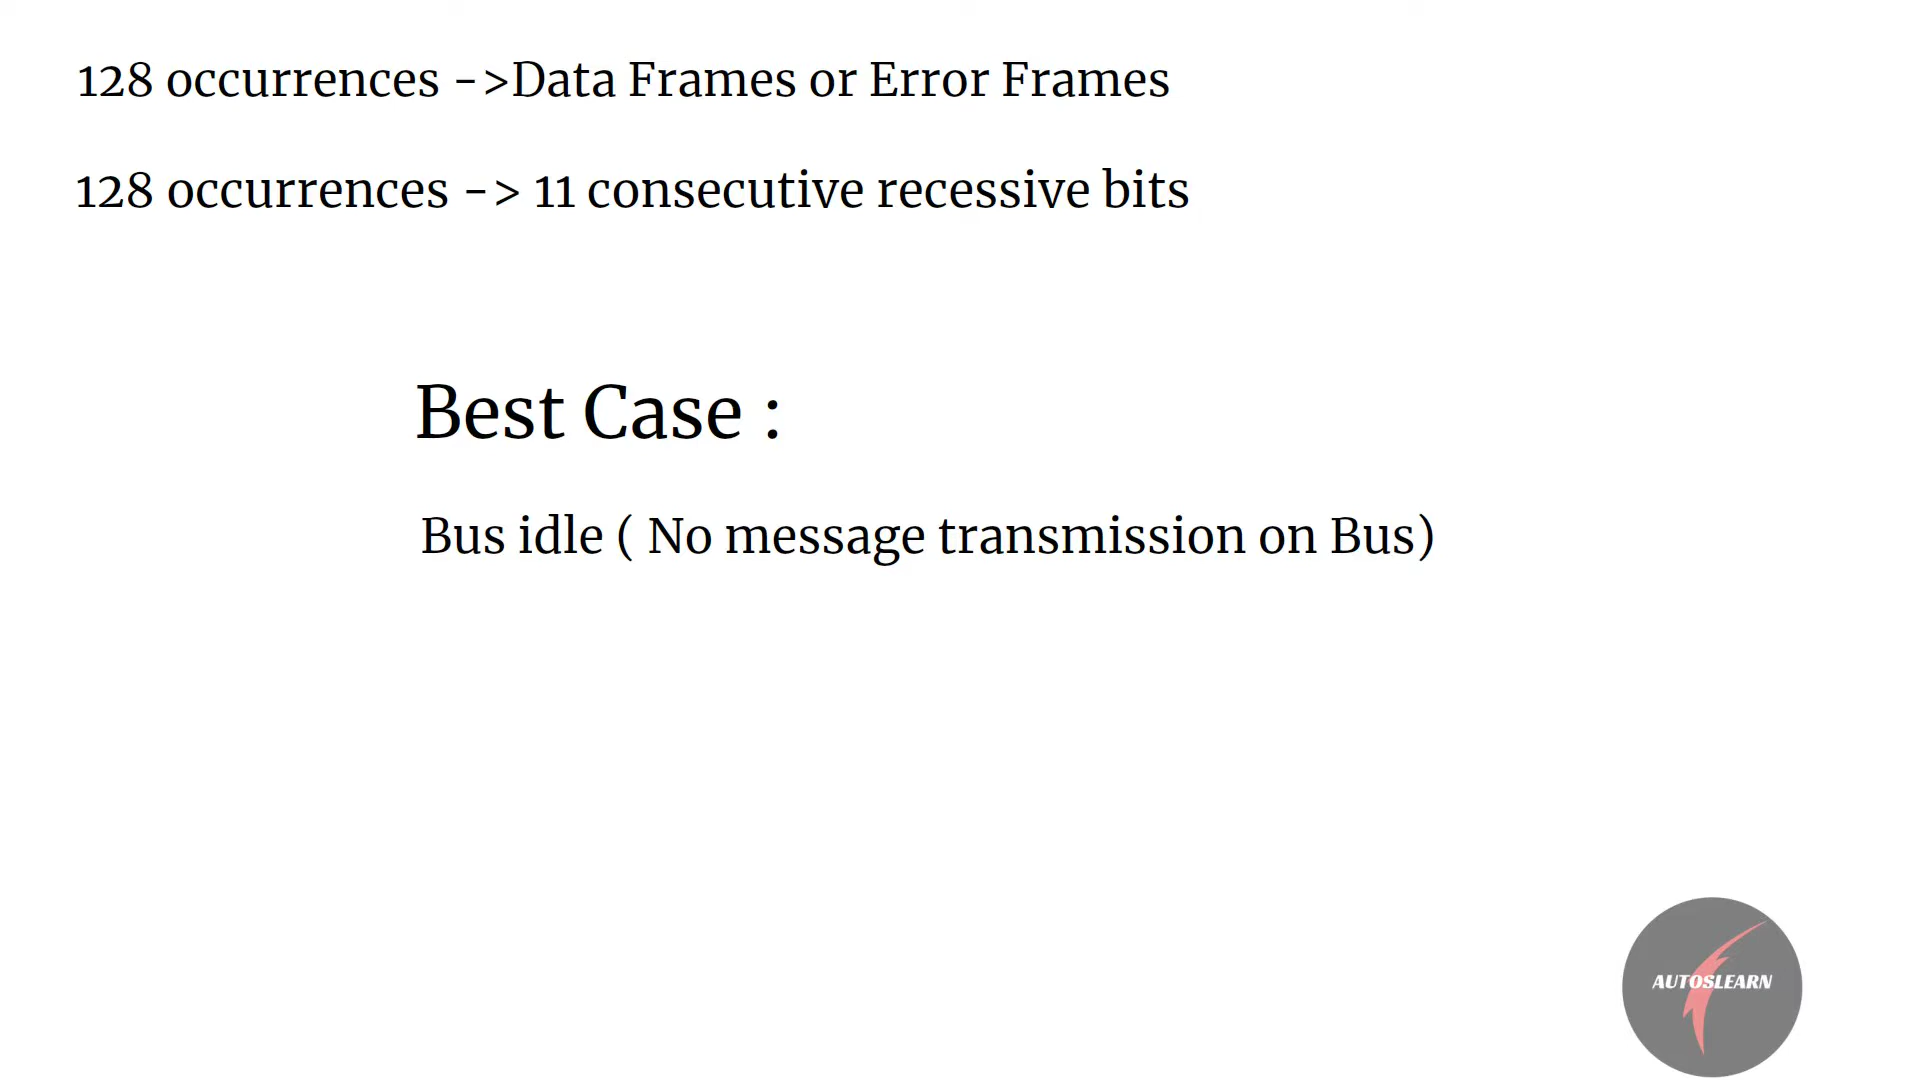 128 occurrences ->Data Frames or Error Frames
128 occurrences -> 11 consecutive recessive bits
Best Case :
Bus idle ( No message transmission on Bus)
AUTOSLEARN